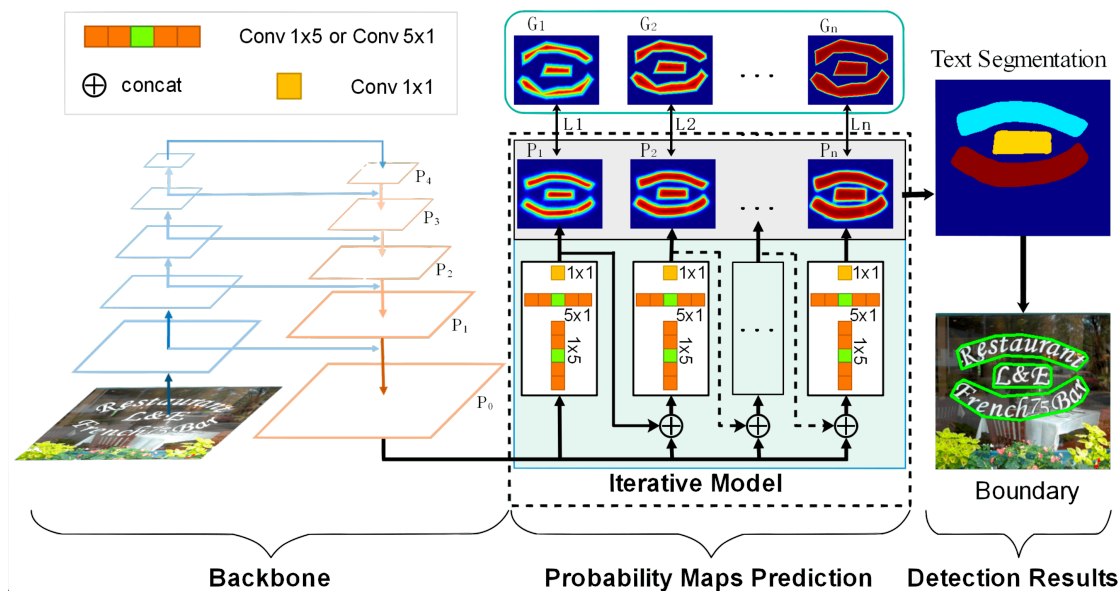 Conv 1x5 or Conv 5x1
concat
Conv 1x1
G1
G2
Gn
. . .
L1
L2
Ln
P1
P2
Pn
. . .
P4
P3
P2
P1
P0
1x1
5x1
1x5
1x1
5x1
1x5
. . .
1x1
5x1
1x5
Iterative Model
Restaurant
L&E
French75Bar
Text Segmentation
Restaurant
L&E
French75Bar
Boundary
Backbone
Probability Maps Prediction
Detection Results